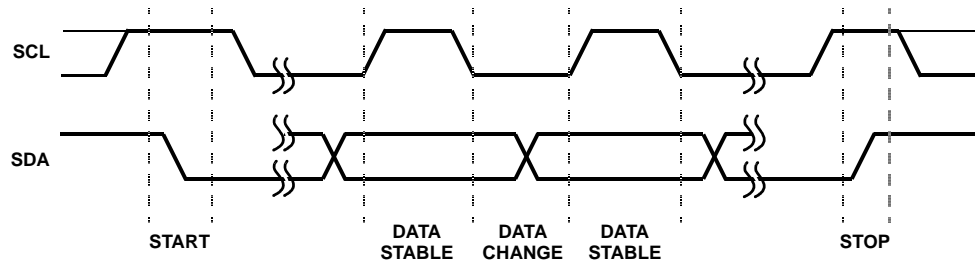 SCL
SDA
START
DATA
STABLE
DATA
CHANGE
DATA
STABLE
STOP